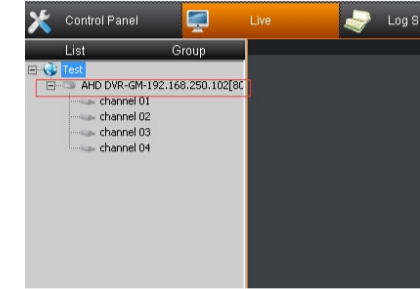 Control Panel Live Log S
List Group
Test
AHD DVR-GM-192.168.250.102[80
channel 01
channel 02
channel 03
channel 04